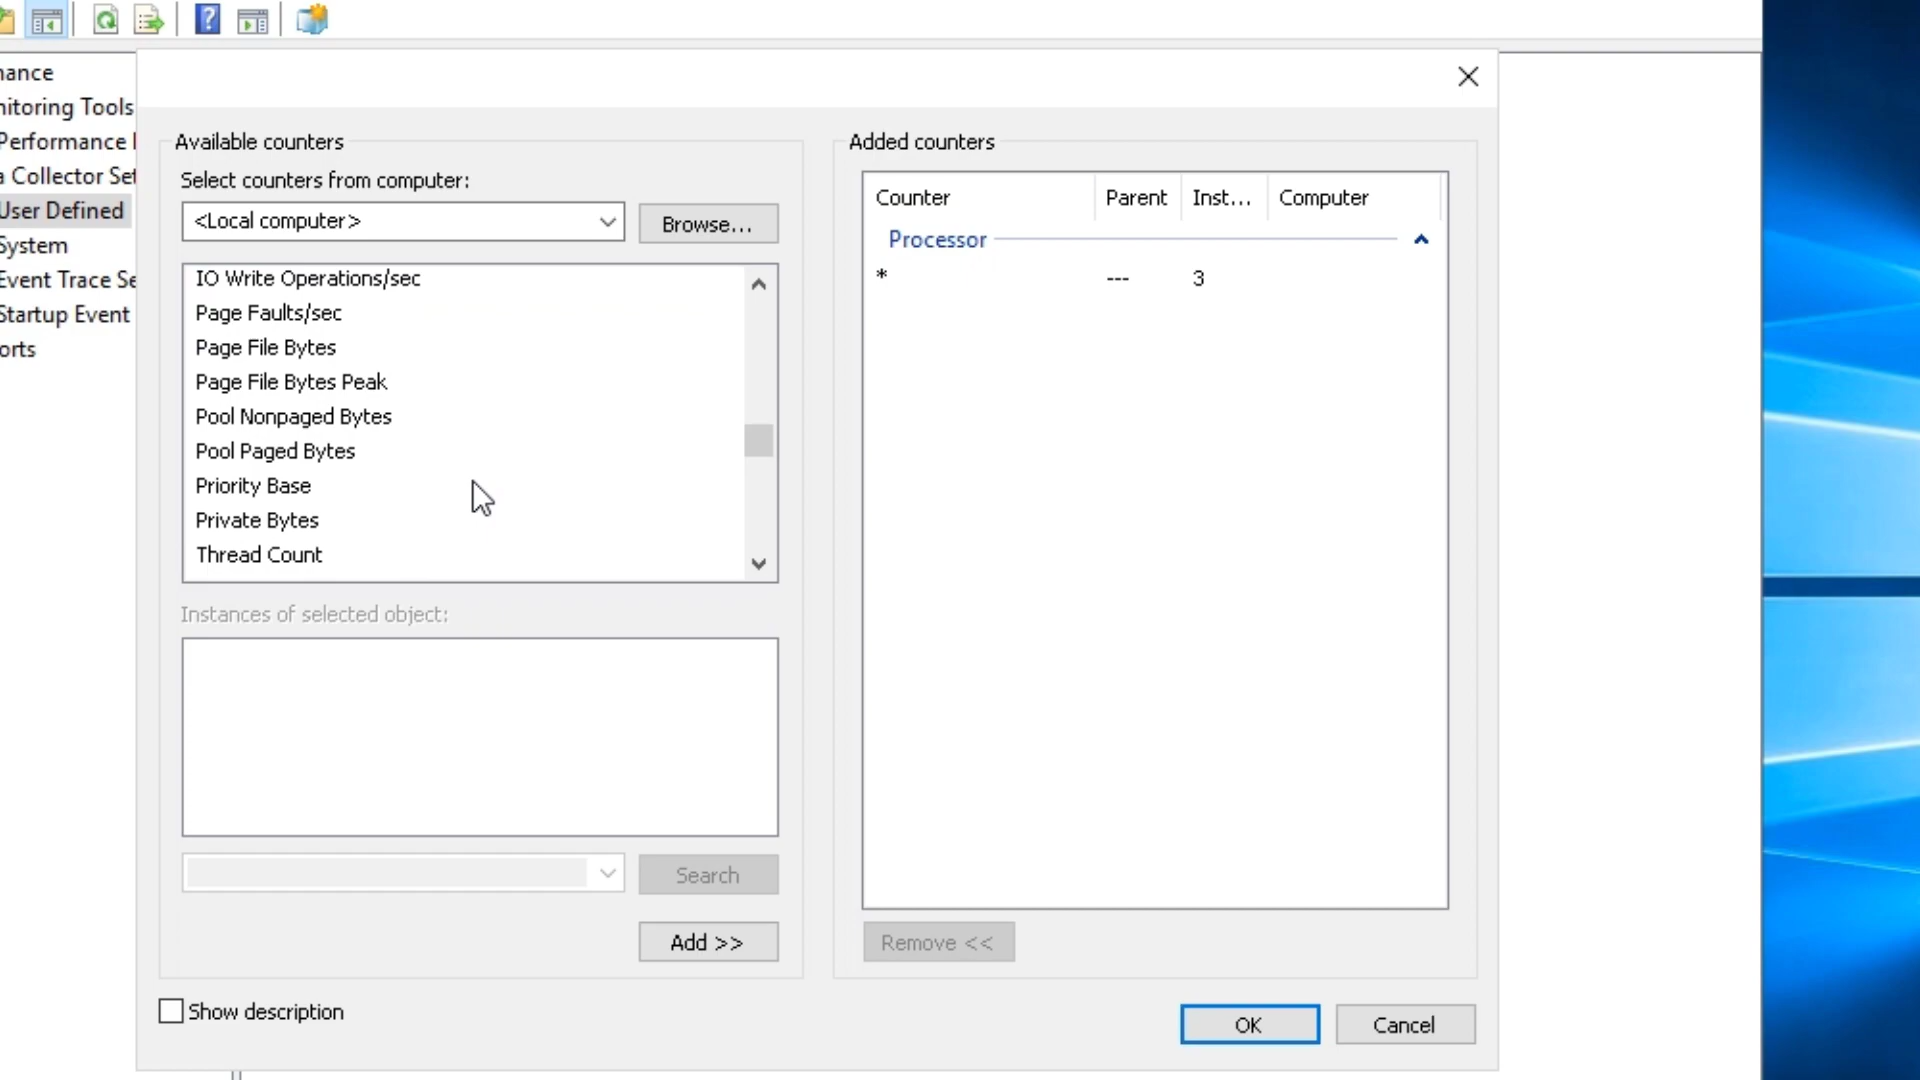 nance
nitoring Tools
Performance
a Collector Set
User Defined
System
Event Trace Se
Startup Event
orts
Available counters
Select counters from computer:
<Local computer>
Browse...
IO Write Operations/sec
Page Faults/sec
Page File Bytes
Page File Bytes Peak
Pool Nonpaged Bytes
Pool Paged Bytes
Priority Base
Private Bytes
Thread Count
Instances of selected object:
Search
Add >>
Show description
Added counters
Counter Parent Inst... Computer
Processor
* --- 3
Remove <<
OK
Cancel